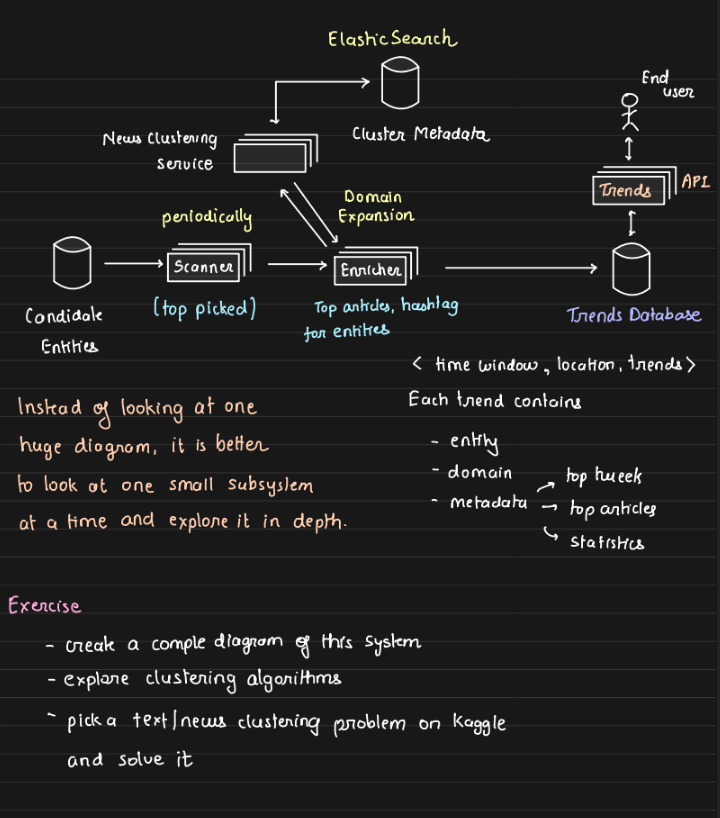 ElasticSearch
End
user
News Clustering
Service
Cluster Metadata
Trends
API
Domain
Expansion
periodically
Scanner
Enricher
Candidate
Entities
(top picked)
Top articles, hashtag
for entities
Trends Database
< time window, location, trends >
Each trend contains
- entity
- domain
- metadata
top tweek
top articles
statistics
Instead of looking at one
huge diagram, it is better
to look at one small subsystem
at a time and explore it in depth.
Exercise
- create a comple diagram of this system
- explore clustering algorithms
- pick a text/news clustering problem on Kaggle
and solve it